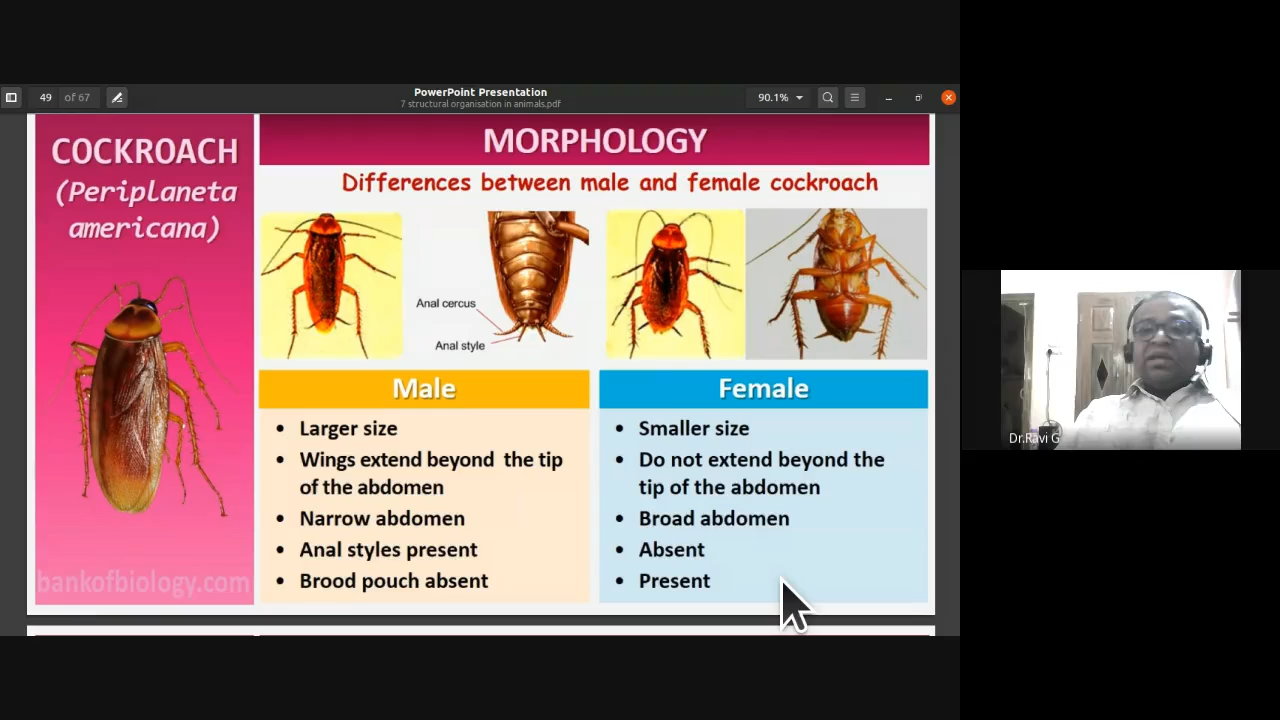 PowerPoint Presentation
49 of 67
7 structural organisation in animals.pdf
90.1%
COCKROACH
(Periplaneta
americana)
bankofbiology.com
MORPHOLOGY
Differences between male and female cockroach
Anal cercus
Anal style
Male
• Larger size
• Wings extend beyond the tip
of the abdomen
• Narrow abdomen
• Anal styles present
• Brood pouch absent
Female
• Smaller size
• Do not extend beyond the
tip of the abdomen
• Broad abdomen
• Absent
• Present
Dr.Ravi G